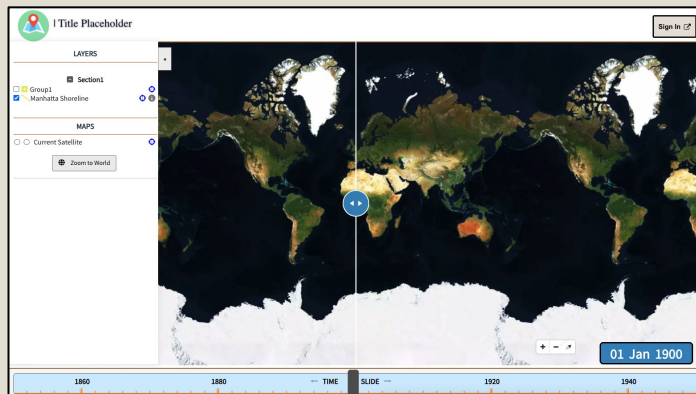 | Title Placeholder
Sign In
LAYERS
Section1
Group1
Manhatta Shoreline
MAPS
Current Satellite
Zoom to World
01 Jan 1900
1860 1880 ← TIME SLIDE → 1920 1940